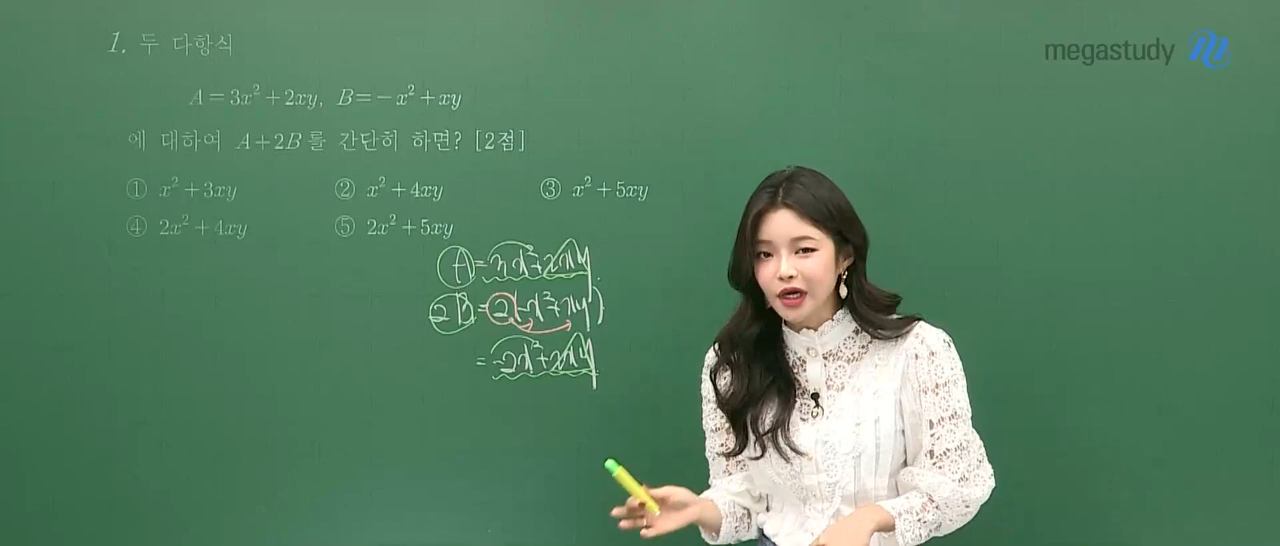 megastudy
1. 두 다항식
A=3x²+2xy, B=-x²+xy
에 대하여 A+2B를 간단히 하면? [2점]
① x²+3xy ② x²+4xy ③ x²+5xy
④ 2x²+4xy ⑤ 2x²+5xy
A=3x²+2xy
2B=2(-x²+xy)
=-2x²+2xy